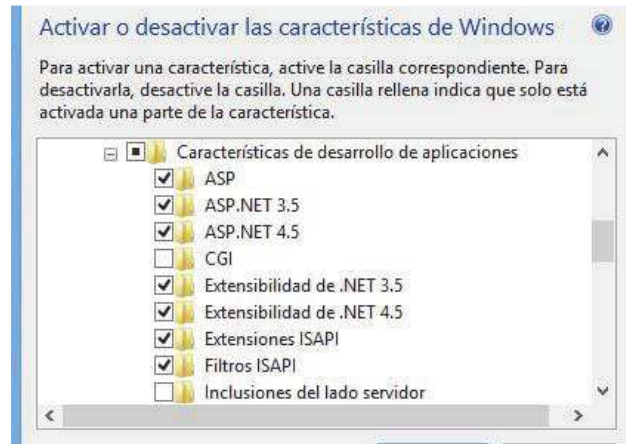 Activar o desactivar las características de Windows
Para activar una característica, active la casilla correspondiente. Para
desactivarla, desactive la casilla. Una casilla rellena indica que solo está
activada una parte de la característica.
Características de desarrollo de aplicaciones
ASP
ASP.NET 3.5
ASP.NET 4.5
CGI
Extensibilidad de .NET 3.5
Extensibilidad de .NET 4.5
Extensiones ISAPI
Filtros ISAPI
Inclusiones del lado servidor